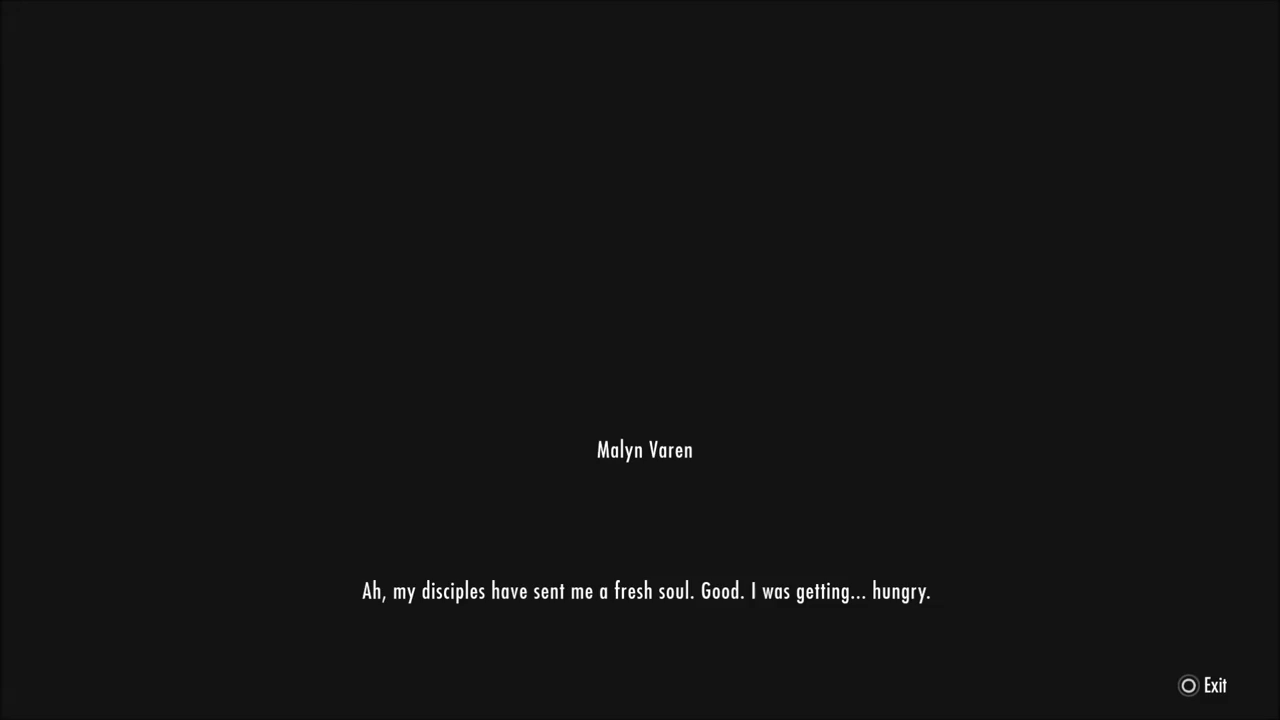 Malyn Varen
Ah, my disciples have sent me a fresh soul. Good. I was getting... hungry.
Exit